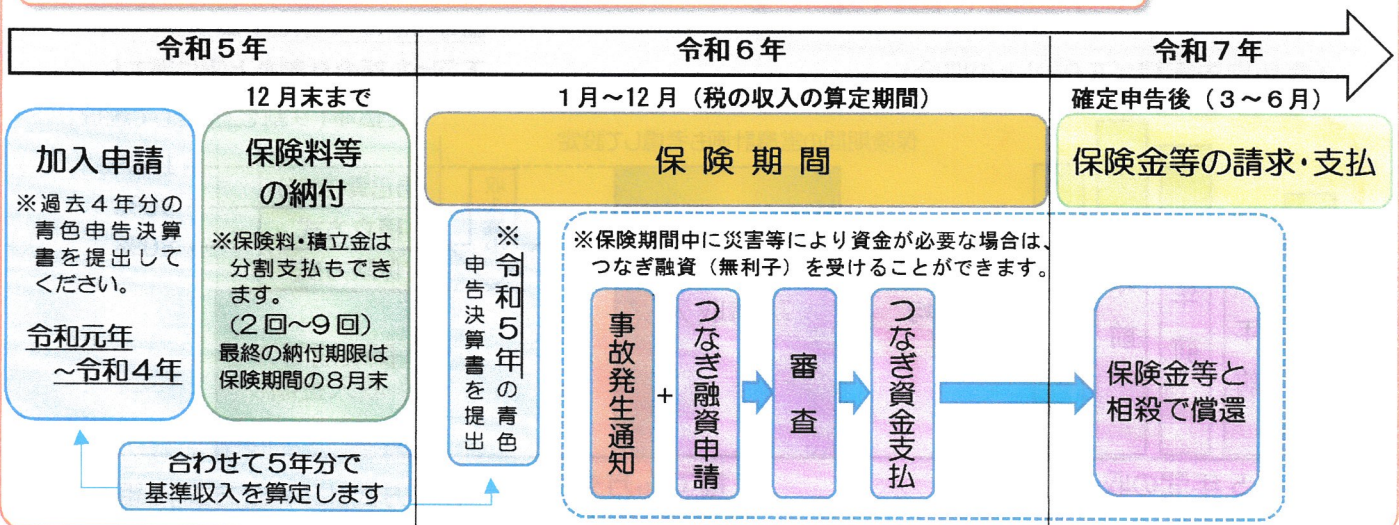 令和５年
令和６年
令和７年
12月末まで
１月～12月（税の収入の算定期間）
確定申告後（３～６月）
加入申請
※過去４年分の
青色申告決算
書を提出して
ください。
令和元年
～令和４年
保険料等
の納付
※保険料・積立金は
分割支払もでき
ます。
(２回～９回)
最終の納付期限は
保険期間の８月末
合わせて５年分で
基準収入を算定します
保険期間
※令和５年の青色
申告決算書を提出
※保険期間中に災害等により資金が必要な場合は、
つなぎ融資（無利子）を受けることができます。
事故発生通知
+
つなぎ融資申請
審査
つなぎ資金支払
保険金等の請求・支払
保険金等と
相殺で償還